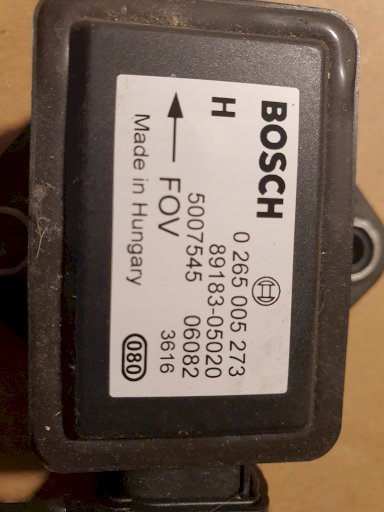 BOSCH
H
0 265 005 273
89183-05020
5007545 06082
FOV 3616
Made in Hungary 080